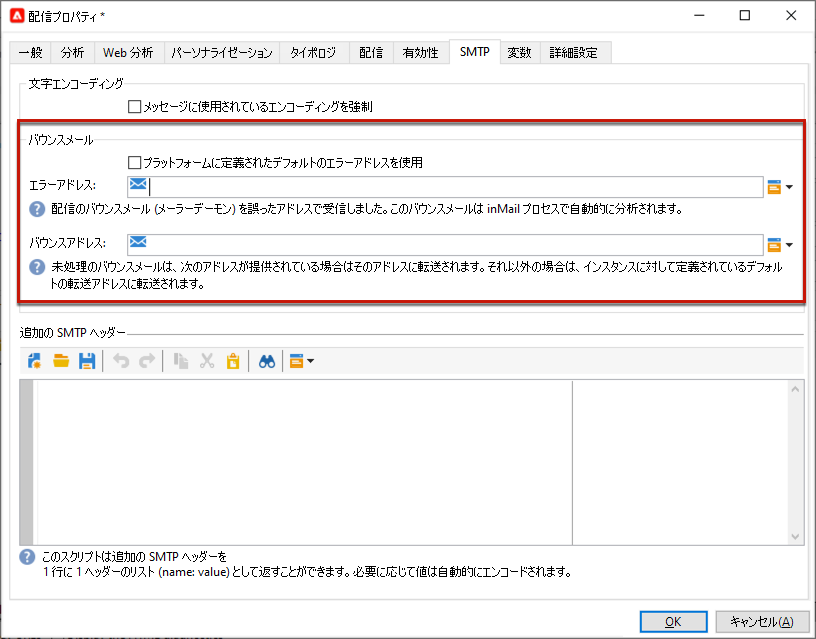 配信プロパティ *
一般 分析 Web 分析 パーソナライゼーション タイポロジ 配信 有効性 SMTP 変数 詳細設定
文字エンコーディング
メッセージに使用されているエンコーディングを強制
バウンスメール
プラットフォームに定義されたデフォルトのエラーアドレスを使用
エラーアドレス:
配信のバウンスメール (メーラーデーモン) を誤ったアドレスで受信しました。このバウンスメールは inMail プロセスで自動的に分析されます。
バウンスアドレス:
未処理のバウンスメールは、次のアドレスが提供されている場合はそのアドレスに転送されます。それ以外の場合は、インスタンスに対して定義されているデフォル
トの転送アドレスに転送されます。
追加の SMTP ヘッダー
このスクリプトは追加の SMTP ヘッダーを
1 行に 1 ヘッダーのリスト (name: value) として返すことができます。必要に応じて値は自動的にエンコードされます。
OK キャンセル(A)